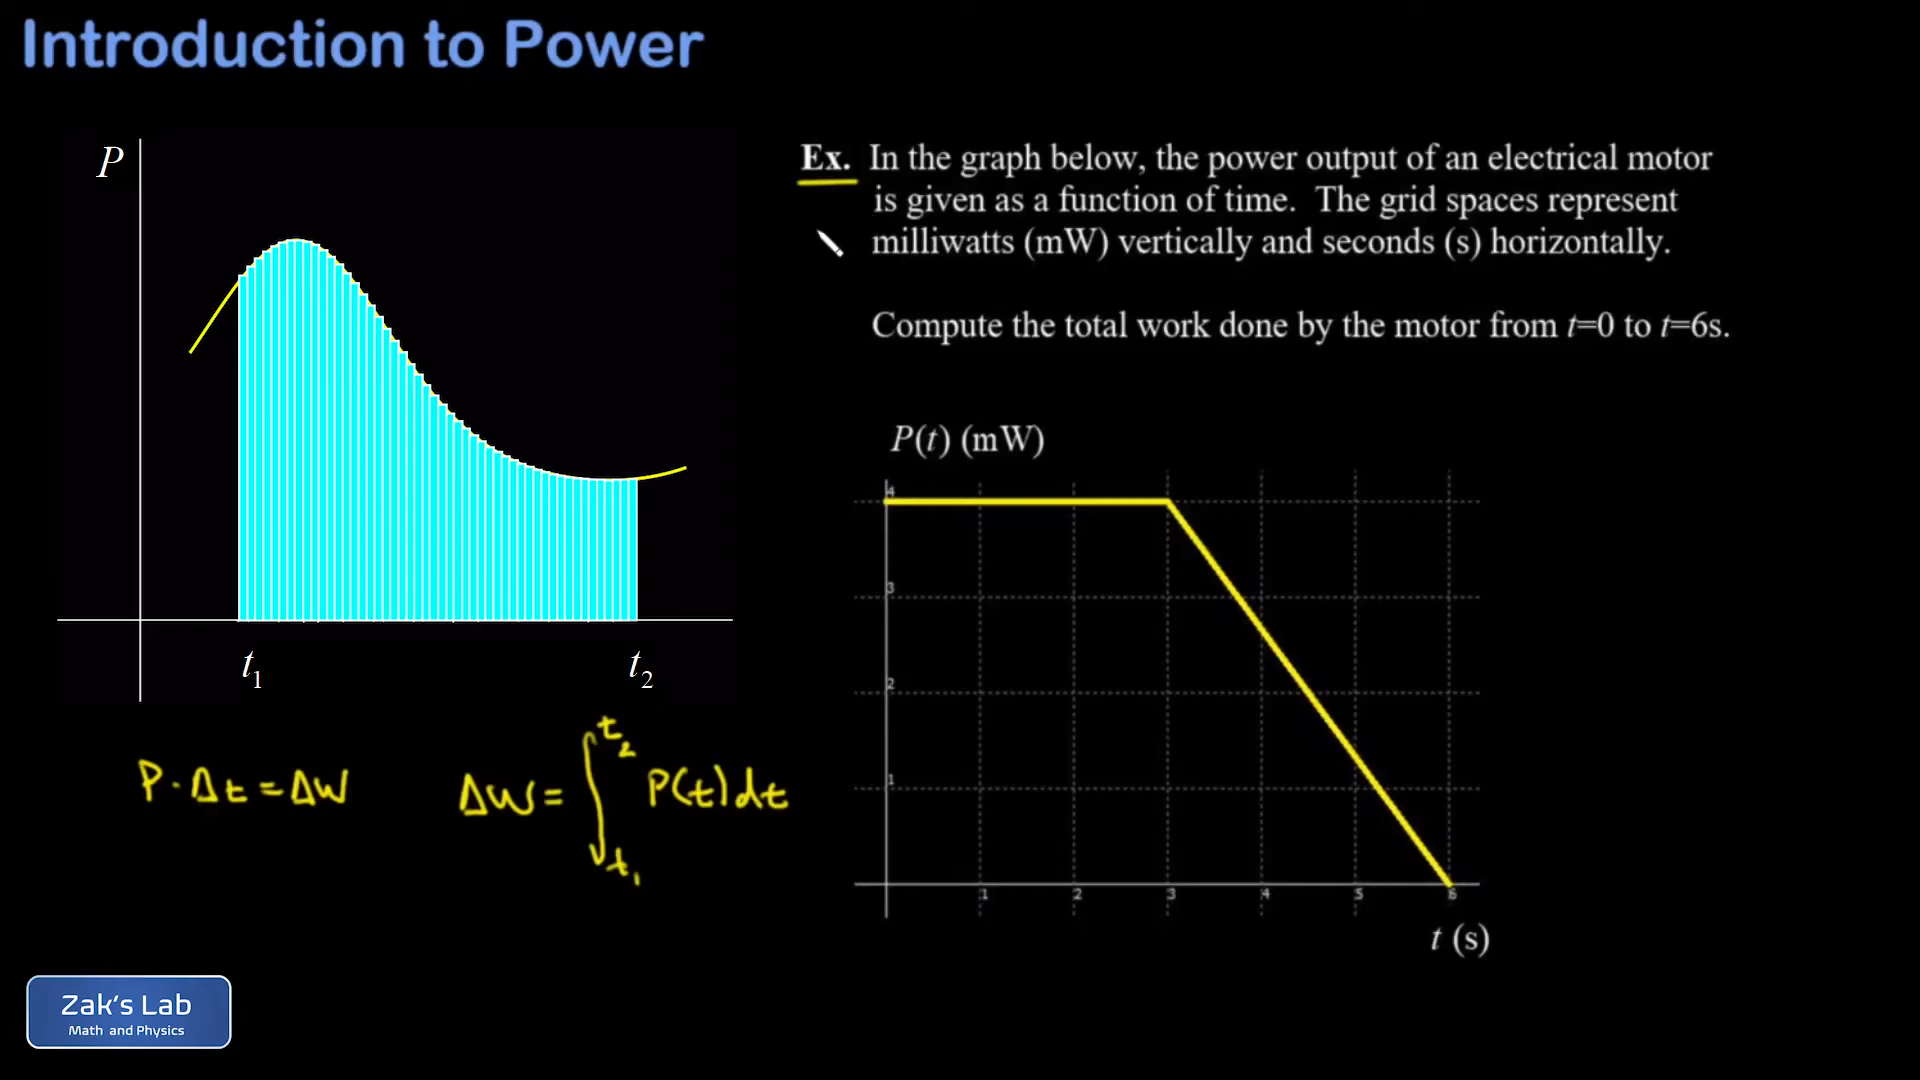 Introduction to Power
P
t₁
t₂
P · Δt = ΔW
ΔW = ∫ₜ₁ᵗ² P(t)dt
Ex. In the graph below, the power output of an electrical motor
is given as a function of time. The grid spaces represent
milliwatts (mW) vertically and seconds (s) horizontally.
Compute the total work done by the motor from t=0 to t=6s.
P(t) (mW)
4
3
2
1
1 2 3 4 5 6
t (s)
Zak's Lab
Math and Physics